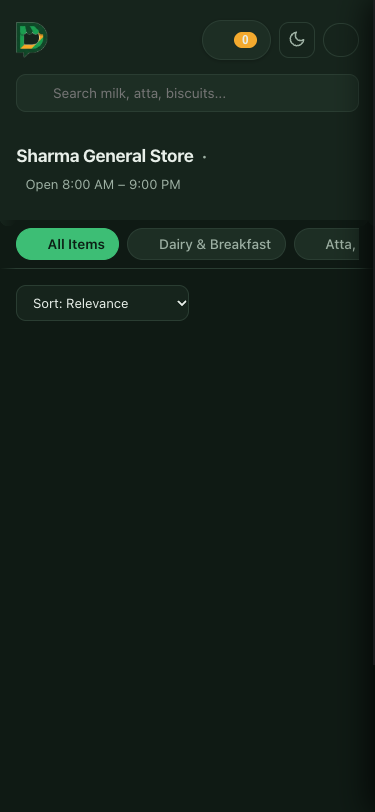 0
Search milk, atta, biscuits...
Sharma General Store ·
Open 8:00 AM – 9:00 PM
All Items
Dairy & Breakfast
Atta,
Sort: Relevance